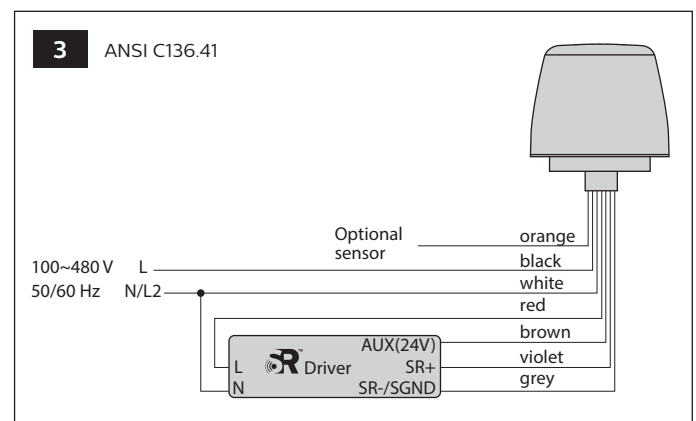 3 ANSI C136.41
Optional
sensor
orange
100~480 V L
black
50/60 Hz N/L2
white
red
brown
AUX(24V)
violet
L SR™ Driver SR+
grey
N SR-/SGND